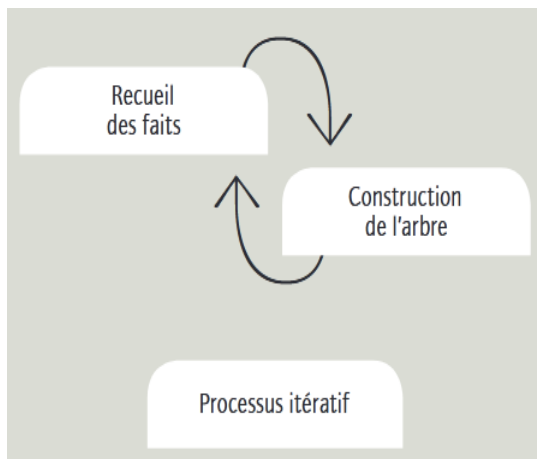 Recueil
des faits
Construction
de l'arbre
Processus itératif